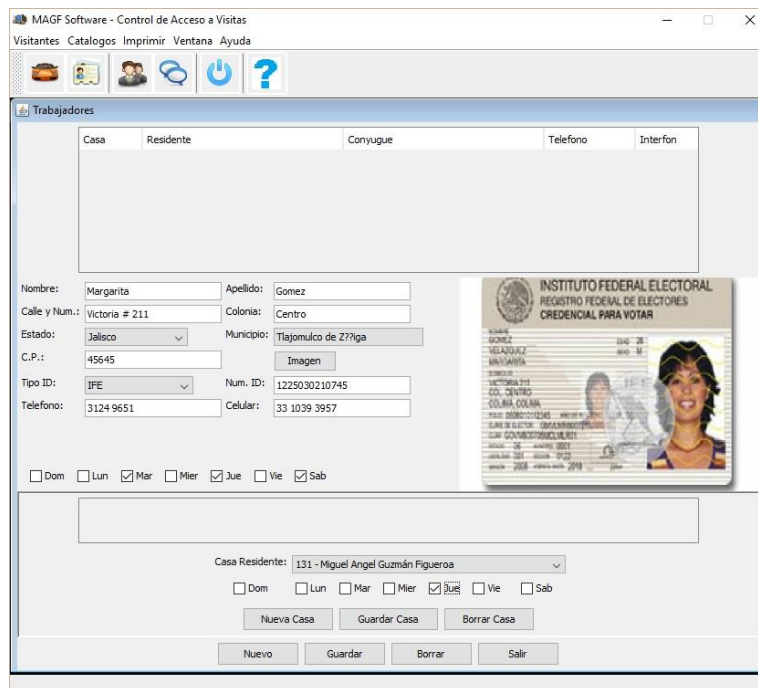 MAGF Software - Control de Acceso a Visitas
Visitantes Catalogos Imprimir Ventana Ayuda
Trabajadores
Casa Residente Conyugue Telefono Interfon
Nombre: Margarita Apellido: Gomez
Calle y Num.: Victoria # 211 Colonia: Centro
Estado: Jalisco Municipio: Tlajomulco de Z??iga
C.P.: 45645 Imagen
Tipo ID: IFE Num. ID: 1225030210745
Telefono: 3124 9651 Celular: 33 1039 3957
INSTITUTO FEDERAL ELECTORAL
REGISTRO FEDERAL DE ELECTORES
CREDENCIAL PARA VOTAR
NOMBRE
GOMEZ
VELAZQUEZ
MARGARITA
EDAD 26
SEXO M
DOMICILIO
VICTORIA 211
COL. CENTRO
COLIMA, COLIMA.
Dom Lun Mar Mier Jue Vie Sab
Casa Residente: 131 - Miguel Angel Guzmán Figueroa
Dom Lun Mar Mier Jue Vie Sab
Nueva Casa Guardar Casa Borrar Casa
Nuevo Guardar Borrar Salir